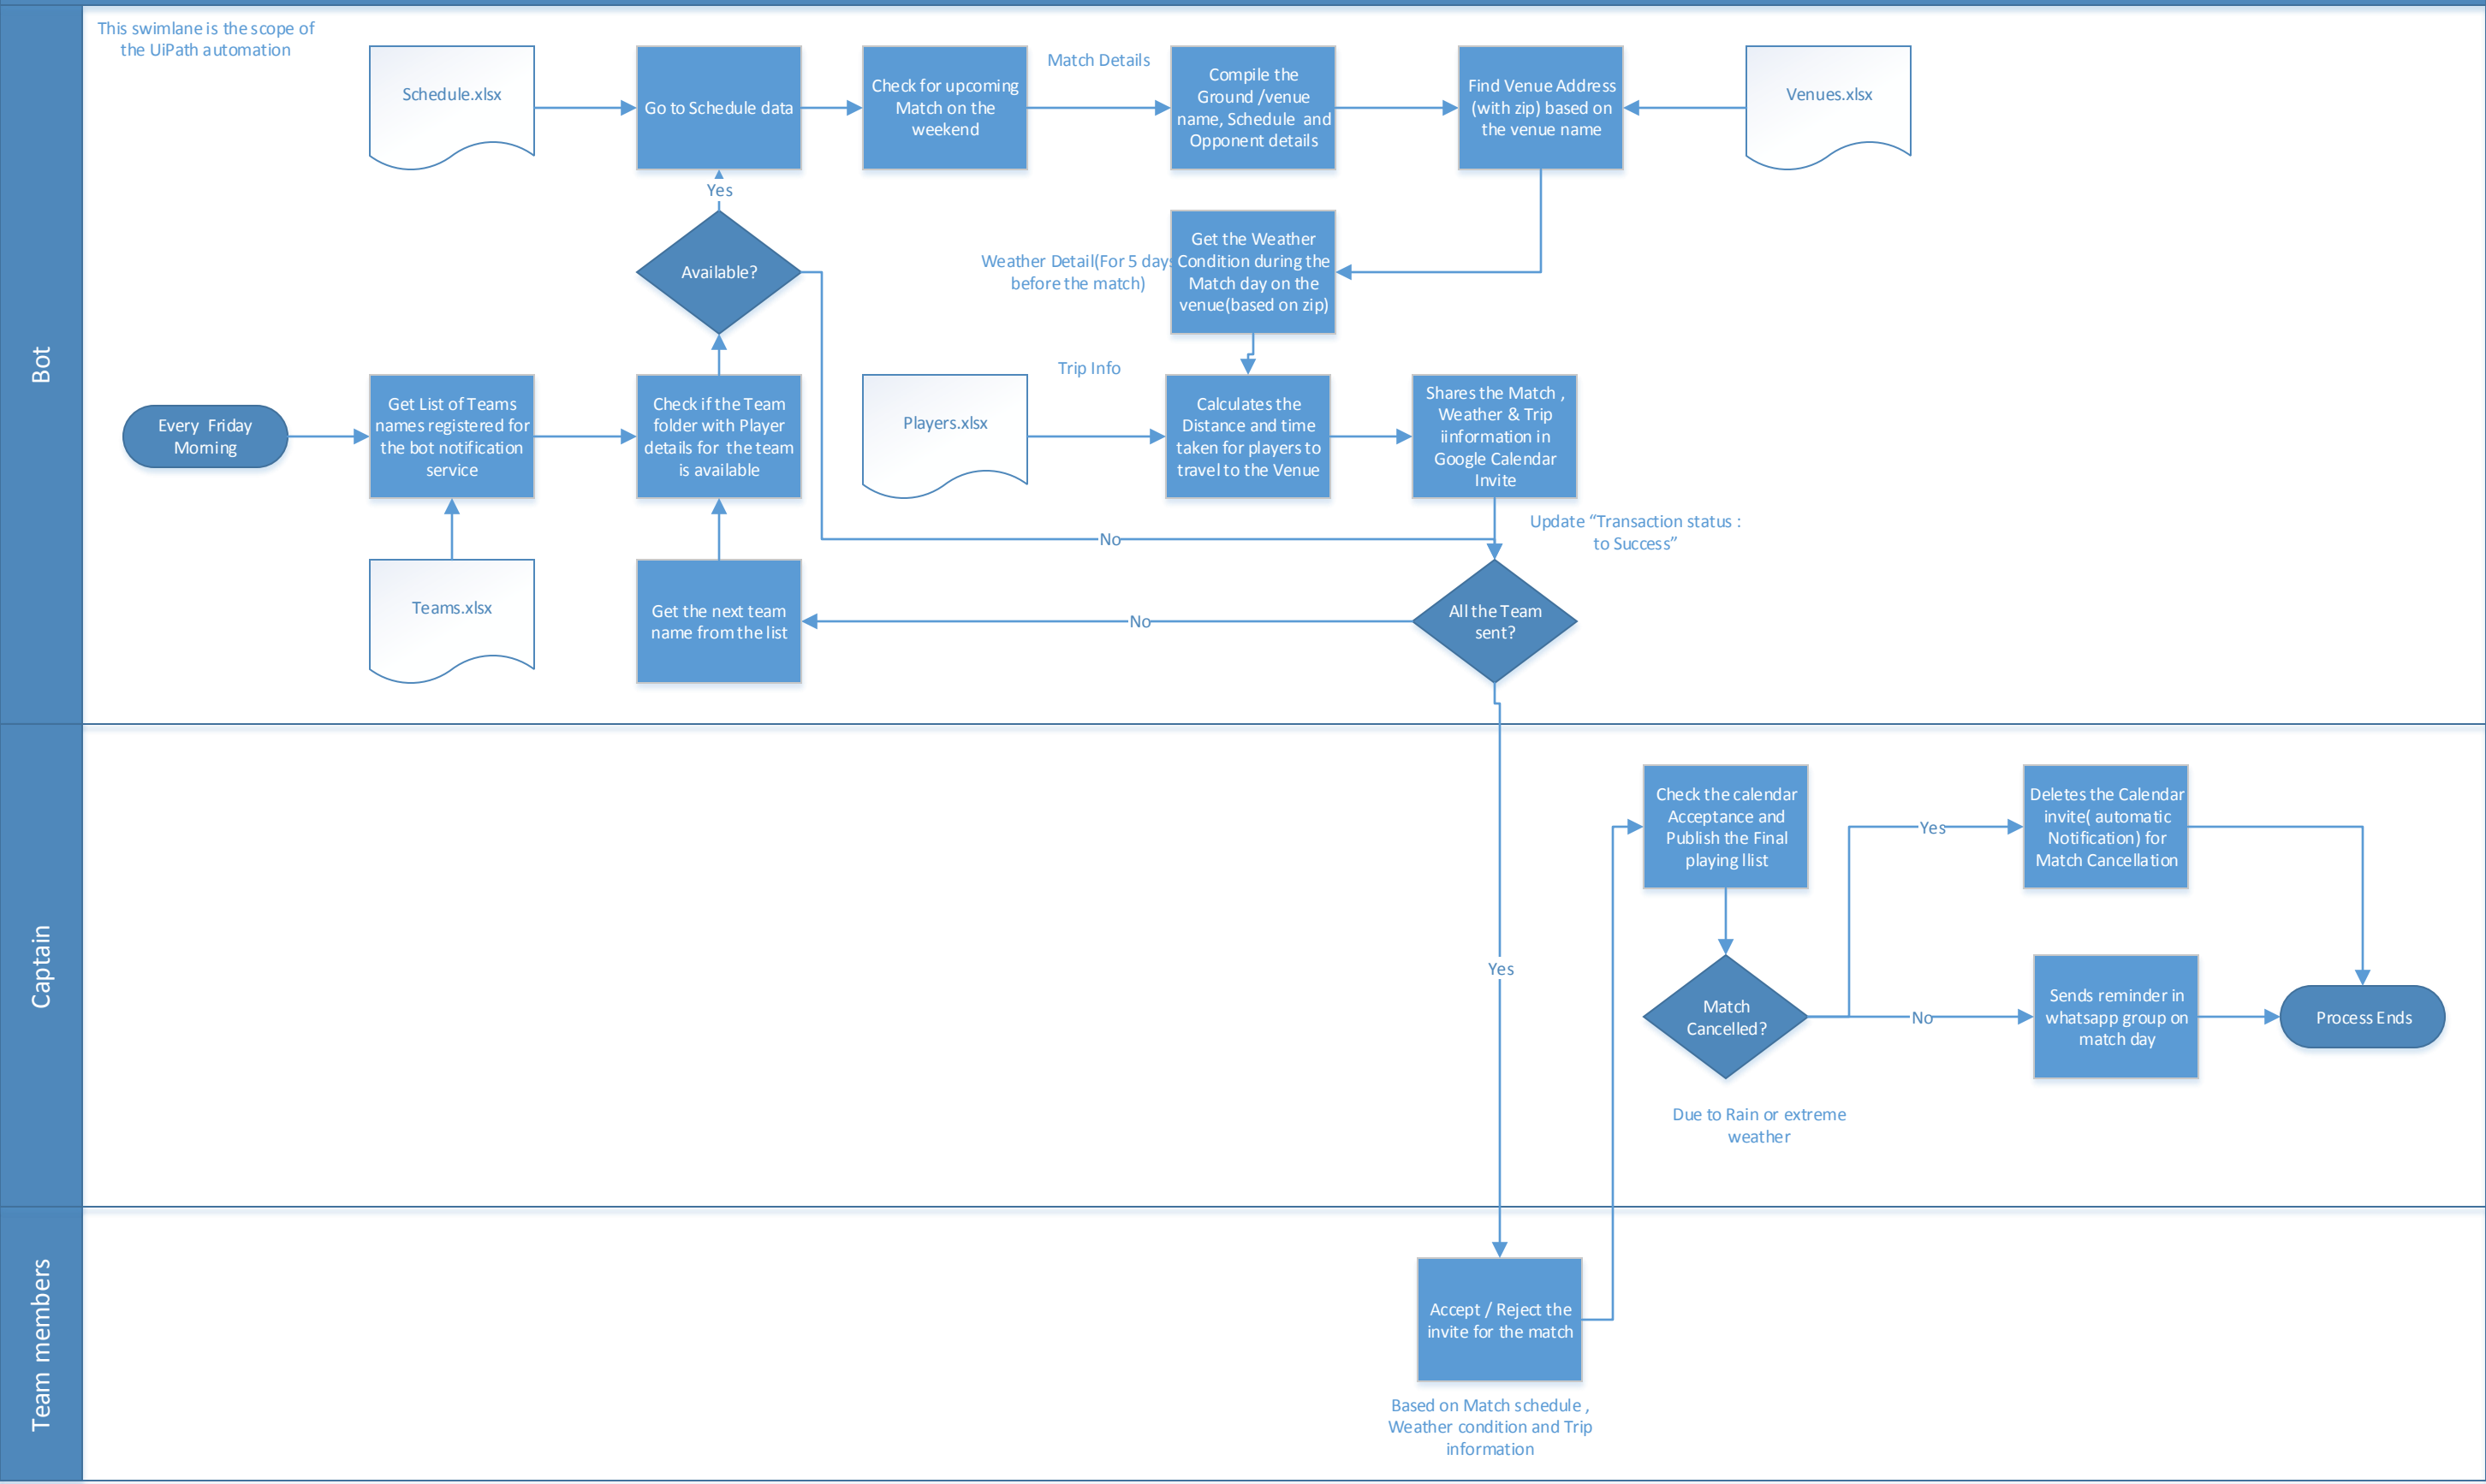 Bot
This swimlane is the scope of
the UiPath automation
Schedule.xlsx
Go to Schedule data
Check for upcoming
Match on the
weekend
Match Details
Compile the
Ground /venue
name, Schedule and
Opponent details
Find Venue Address
(with zip) based on
the venue name
Venues.xlsx
Yes
Available?
Weather Detail(For 5 days
before the match)
Get the Weather
Condition during the
Match day on the
venue(based on zip)
Every Friday
Morning
Get List of Teams
names registered for
the bot notification
service
Check if the Team
folder with Player
details for the team
is available
Players.xlsx
Trip Info
Calculates the
Distance and time
taken for players to
travel to the Venue
Shares the Match ,
Weather & Trip
iinformation in
Google Calendar
Invite
No
Update “Transaction status :
to Success”
Teams.xlsx
Get the next team
name from the list
No
All the Team
sent?
Captain
Yes
Check the calendar
Acceptance and
Publish the Final
playing llist
Yes
Deletes the Calendar
invite( automatic
Notification) for
Match Cancellation
Match
Cancelled?
No
Sends reminder in
whatsapp group on
match day
Process Ends
Due to Rain or extreme
weather
Team members
Accept / Reject the
invite for the match
Based on Match schedule ,
Weather condition and Trip
information